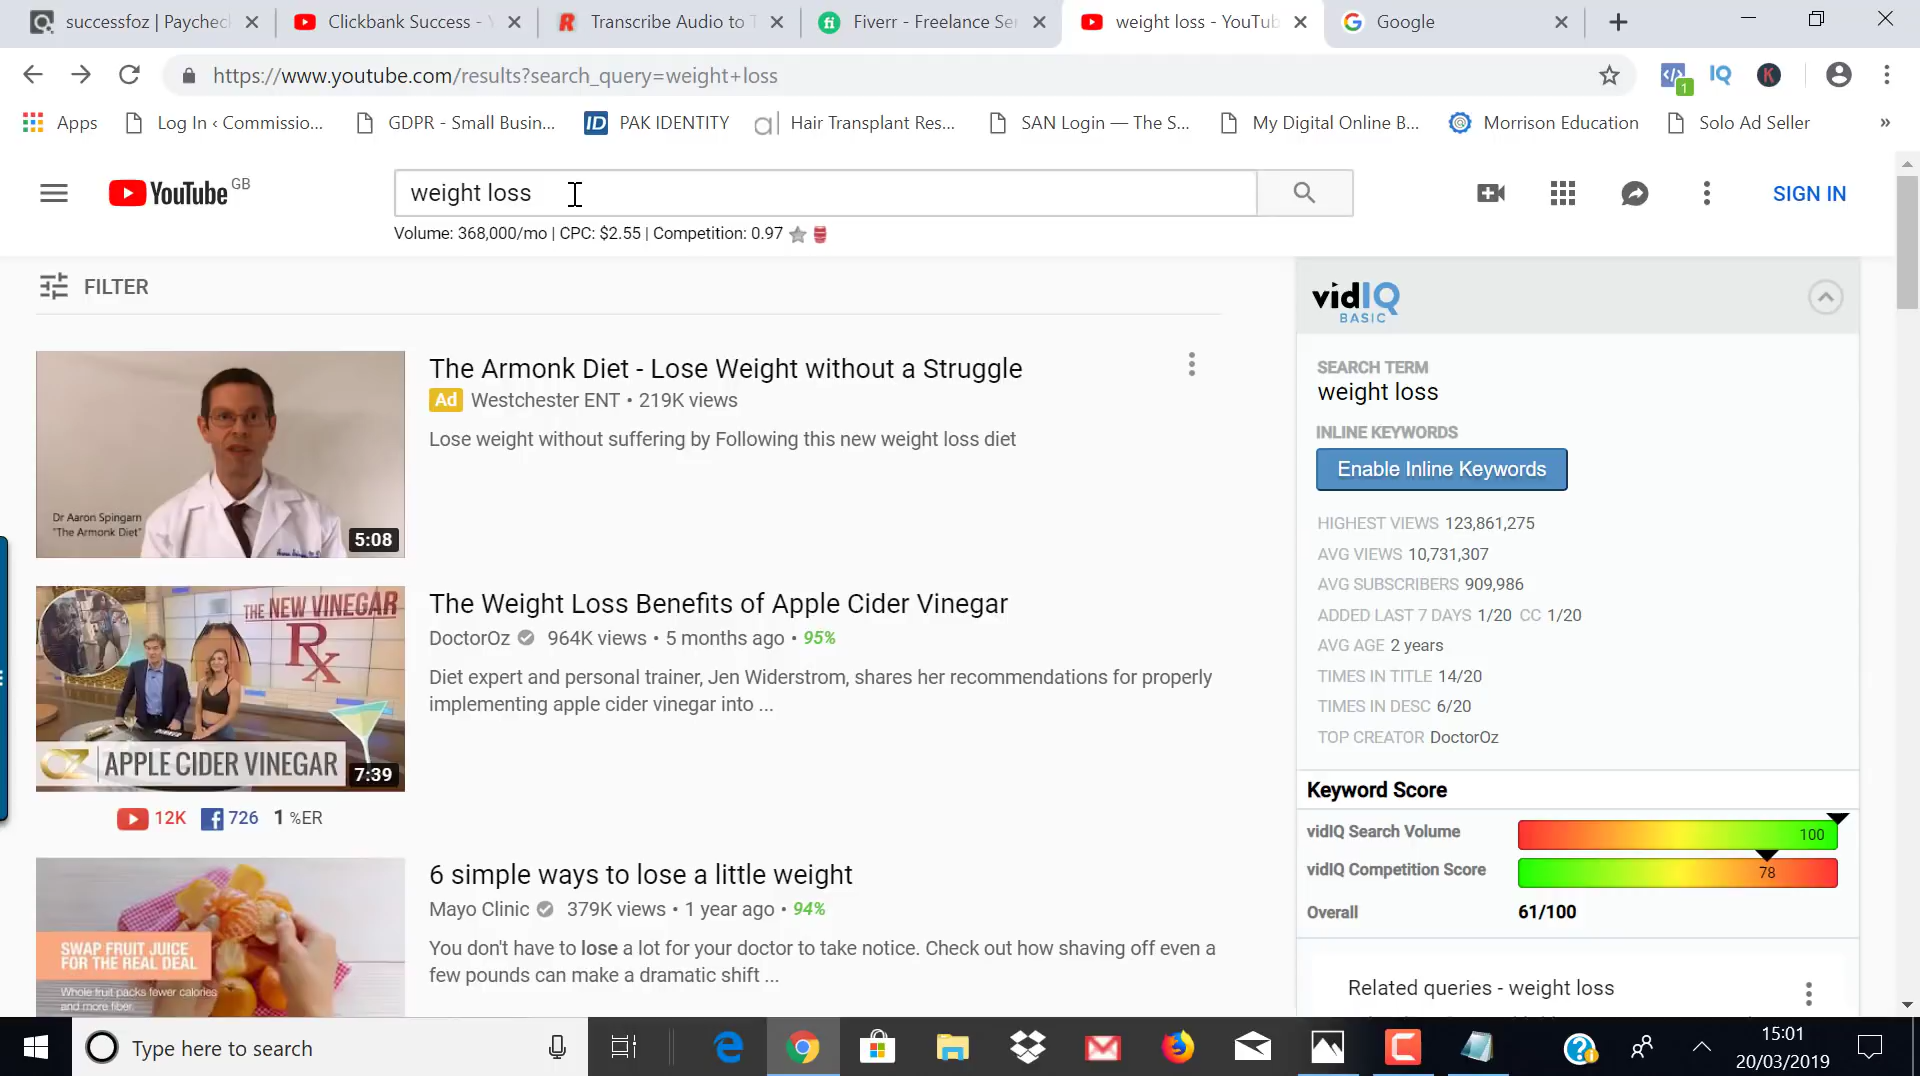 successfoz | Paycheck
Clickbank Success -
Transcribe Audio to T
Fiverr - Freelance Ser
weight loss - YouTub
Google
https://www.youtube.com/results?search_query=weight+loss
IQ
K
1
Apps
Log In ‹ Commissio...
GDPR - Small Busin...
ID PAK IDENTITY
Hair Transplant Res...
SAN Login — The S...
My Digital Online B...
Morrison Education
Solo Ad Seller
»
YouTube GB
weight loss
SIGN IN
Volume: 368,000/mo | CPC: $2.55 | Competition: 0.97
FILTER
The Armonk Diet - Lose Weight without a Struggle
Ad Westchester ENT • 219K views
Lose weight without suffering by Following this new weight loss diet
Dr Aaron Spingarn
"The Armonk Diet"
5:08
The Weight Loss Benefits of Apple Cider Vinegar
DoctorOz 964K views • 5 months ago • 95%
Diet expert and personal trainer, Jen Widerstrom, shares her recommendations for properly
implementing apple cider vinegar into ...
THE NEW VINEGAR
Rx
OZ APPLE CIDER VINEGAR
7:39
12K 726 1 %ER
6 simple ways to lose a little weight
Mayo Clinic 379K views • 1 year ago • 94%
You don't have to lose a lot for your doctor to take notice. Check out how shaving off even a
few pounds can make a dramatic shift ...
SWAP FRUIT JUICE
FOR THE REAL DEAL
Whole fruit packs fewer calories
and more fiber.
vidIQ
BASIC
SEARCH TERM
weight loss
INLINE KEYWORDS
Enable Inline Keywords
HIGHEST VIEWS 123,861,275
AVG VIEWS 10,731,307
AVG SUBSCRIBERS 909,986
ADDED LAST 7 DAYS 1/20 CC 1/20
AVG AGE 2 years
TIMES IN TITLE 14/20
TIMES IN DESC 6/20
TOP CREATOR DoctorOz
Keyword Score
vidIQ Search Volume 100
vidIQ Competition Score 78
Overall 61/100
Related queries - weight loss
Type here to search
15:01
20/03/2019